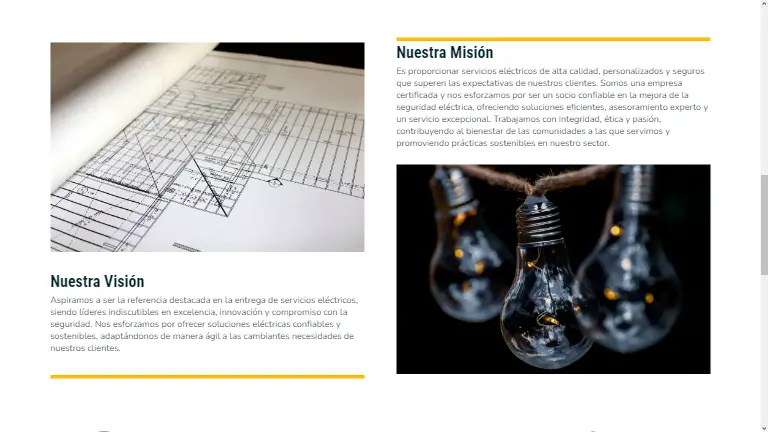 Nuestra Misión
Es proporcionar servicios eléctricos de alta calidad, personalizados y seguros
que superen las expectativas de nuestros clientes. Somos una empresa
certificada y nos esforzamos por ser un socio confiable en la mejora de la
seguridad eléctrica, ofreciendo soluciones eficientes, asesoramiento experto y
un servicio excepcional. Trabajamos con integridad, ética y pasión,
contribuyendo al bienestar de las comunidades a las que servimos y
promoviendo prácticas sostenibles en nuestro sector.
Nuestra Visión
Aspiramos a ser la referencia destacada en la entrega de servicios eléctricos,
siendo líderes indiscutibles en excelencia, innovación y compromiso con la
seguridad. Nos esforzamos por ofrecer soluciones eléctricas confiables y
sostenibles, adaptándonos de manera ágil a las cambiantes necesidades de
nuestros clientes.